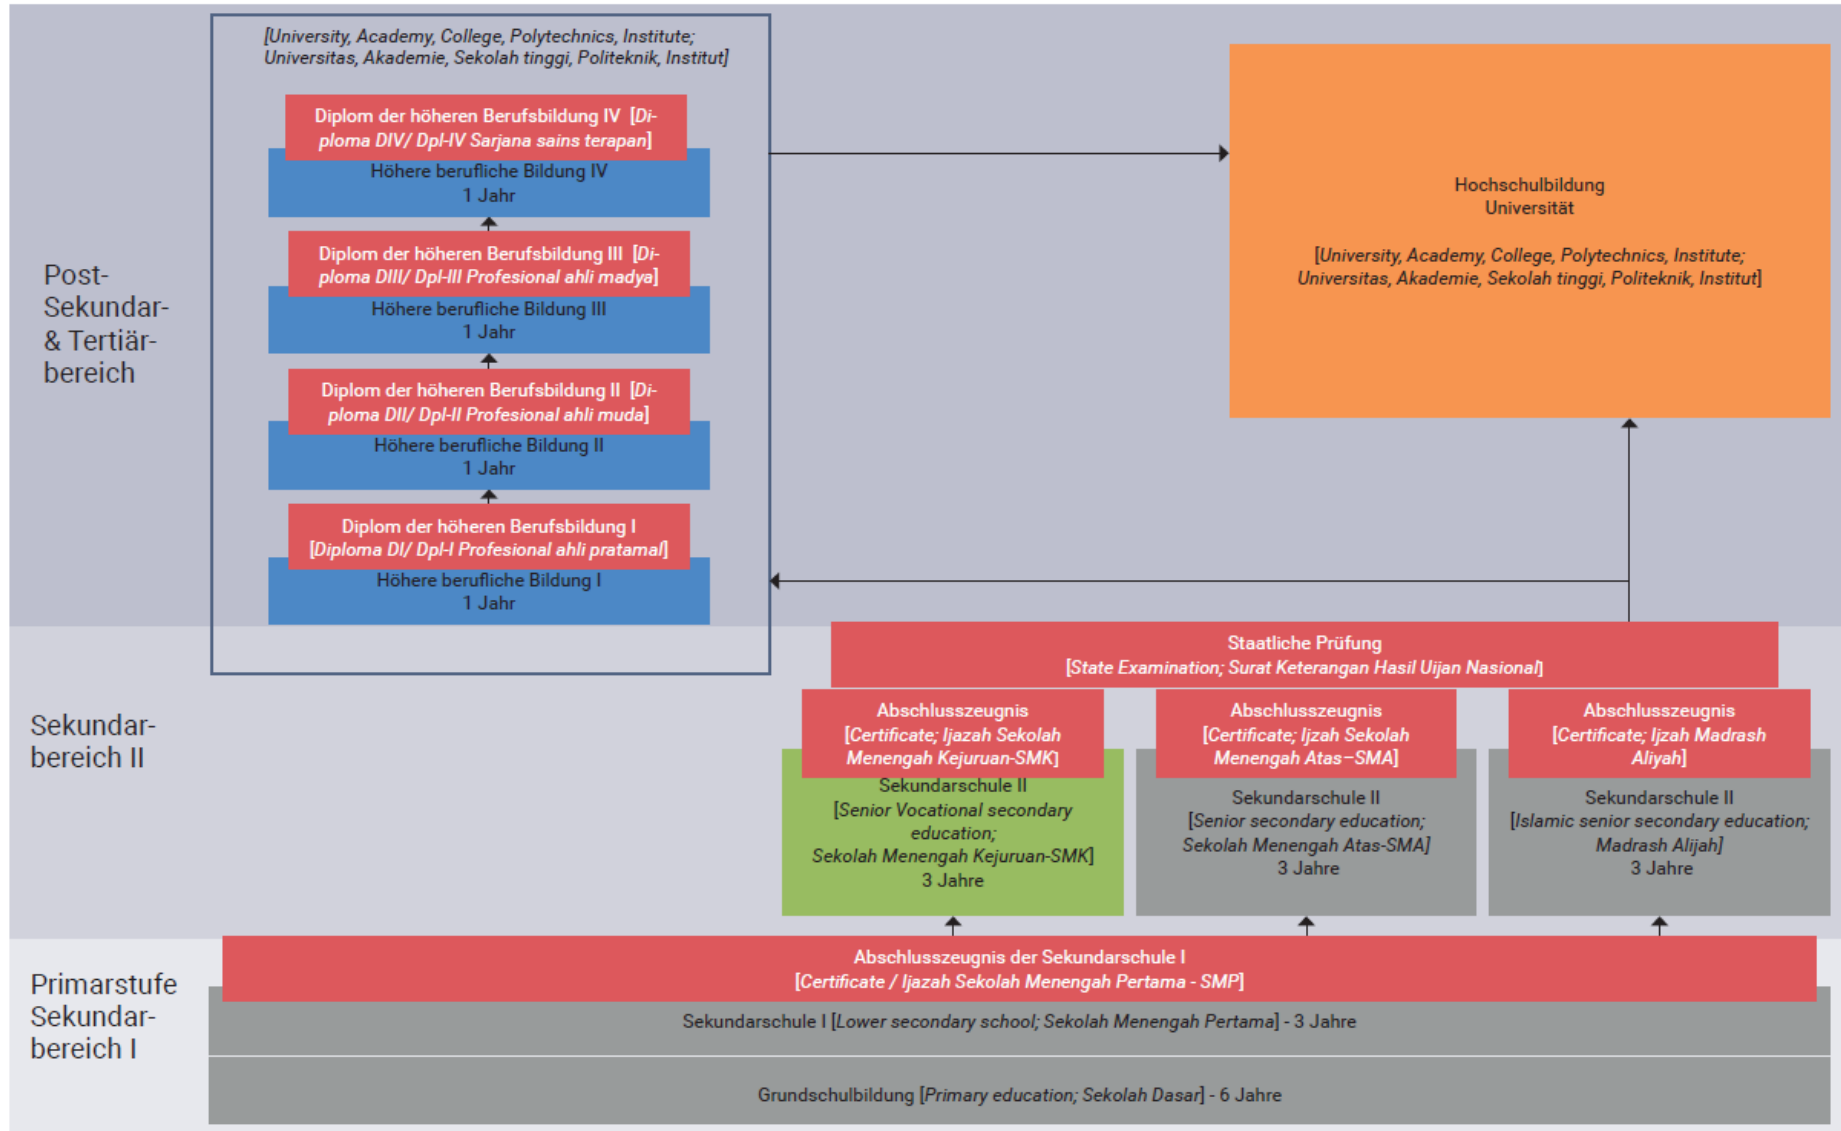 [University, Academy, College, Polytechnics, Institute;
Universitas, Akademie, Sekolah tinggi, Politeknik, Institut]
Diplom der höheren Berufsbildung IV [Di-
ploma DIV/ Dpl-IV Sarjana sains terapan]
Höhere berufliche Bildung IV
1 Jahr
Diplom der höheren Berufsbildung III [Di-
ploma DIII/ Dpl-III Profesional ahli madya]
Höhere berufliche Bildung III
1 Jahr
Diplom der höheren Berufsbildung II [Di-
ploma DII/ Dpl-II Profesional ahli muda]
Höhere berufliche Bildung II
1 Jahr
Diplom der höheren Berufsbildung I
[Diploma DI/ Dpl-I Profesional ahli pratamal]
Höhere berufliche Bildung I
1 Jahr
Hochschulbildung
Universität
[University, Academy, College, Polytechnics, Institute;
Universitas, Akademie, Sekolah tinggi, Politeknik, Institut]
Post-
Sekundar-
& Tertiär-
bereich
Staatliche Prüfung
[State Examination; Surat Keterangan Hasil Uijan Nasional]
Sekundar-
bereich II
Abschlusszeugnis
[Certificate; Ijazah Sekolah
Menengah Kejuruan-SMK]
Sekundarschule II
[Senior Vocational secondary
education;
Sekolah Menengah Kejuruan-SMK]
3 Jahre
Abschlusszeugnis
[Certificate; Ijzah Sekolah
Menengah Atas–SMA]
Sekundarschule II
[Senior secondary education;
Sekolah Menengah Atas-SMA]
3 Jahre
Abschlusszeugnis
[Certificate; Ijzah Madrash
Aliyah]
Sekundarschule II
[Islamic senior secondary education;
Madrash Alijah]
3 Jahre
Primarstufe
Sekundar-
bereich I
Abschlusszeugnis der Sekundarschule I
[Certificate / Ijazah Sekolah Menengah Pertama - SMP]
Sekundarschule I [Lower secondary school; Sekolah Menengah Pertama] - 3 Jahre
Grundschulbildung [Primary education; Sekolah Dasar] - 6 Jahre